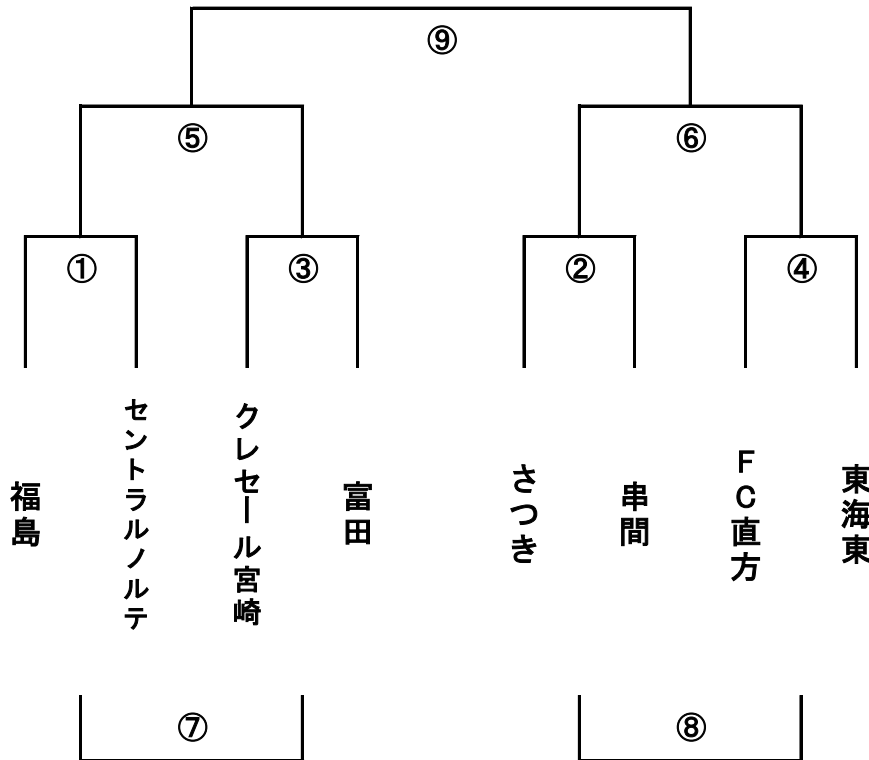 ⑨
⑤
⑥
①
③
②
④
福島
セントラルノルテ
クレセール宮崎
富田
さつき
串間
ＦＣ直方
東海東
⑦
⑧